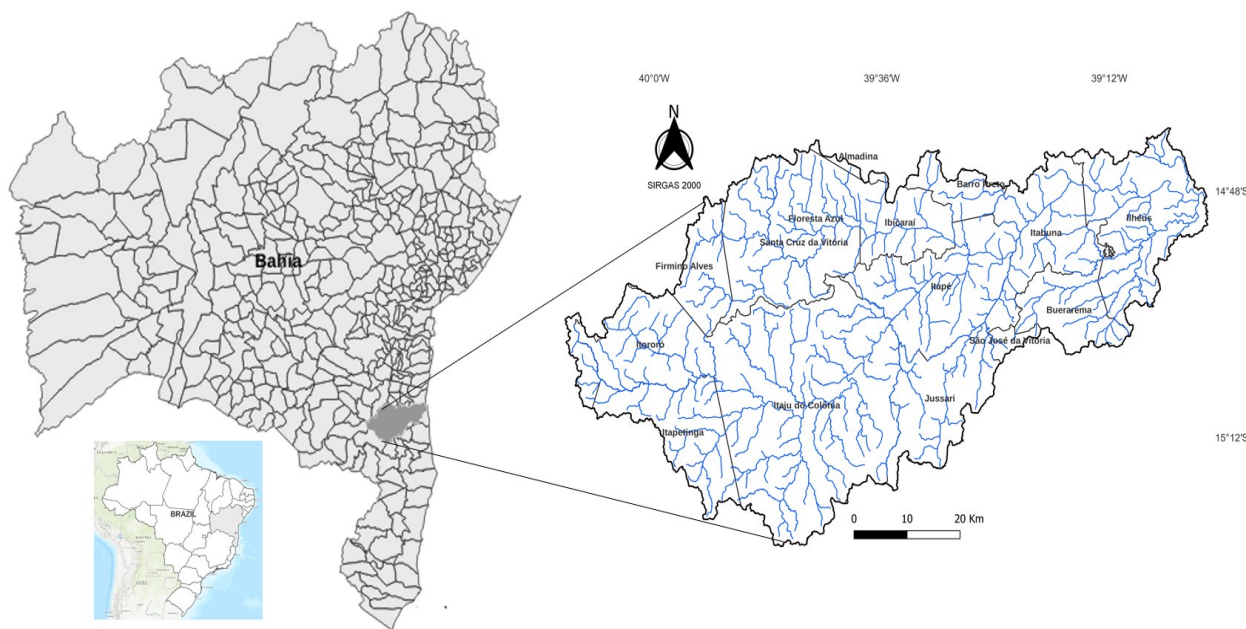 40°0'W
39°36'W
39°12'W
N
SIRGAS 2000
Almadina
Barro Preto
14°48'S
Floresta Azul
Ibicaraí
Ilhéus
Itabuna
Santa Cruz da Vitória
Bahia
Firmino Alves
Itapé
Buerarema
São José da Vitória
Itororó
Jussari
Itaju do Colônia
Itapetinga
15°12'S
BRAZIL
0 10 20 Km